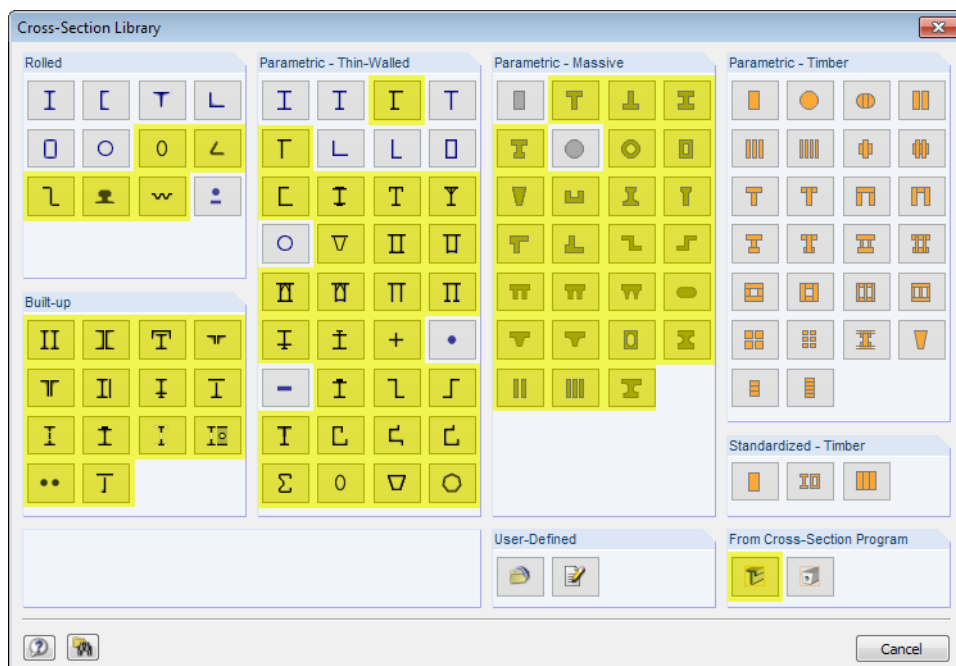 Cross-Section Library
Rolled
Parametric - Thin-Walled
Parametric - Massive
Parametric - Timber
Built-up
Standardized - Timber
User-Defined
From Cross-Section Program
Cancel